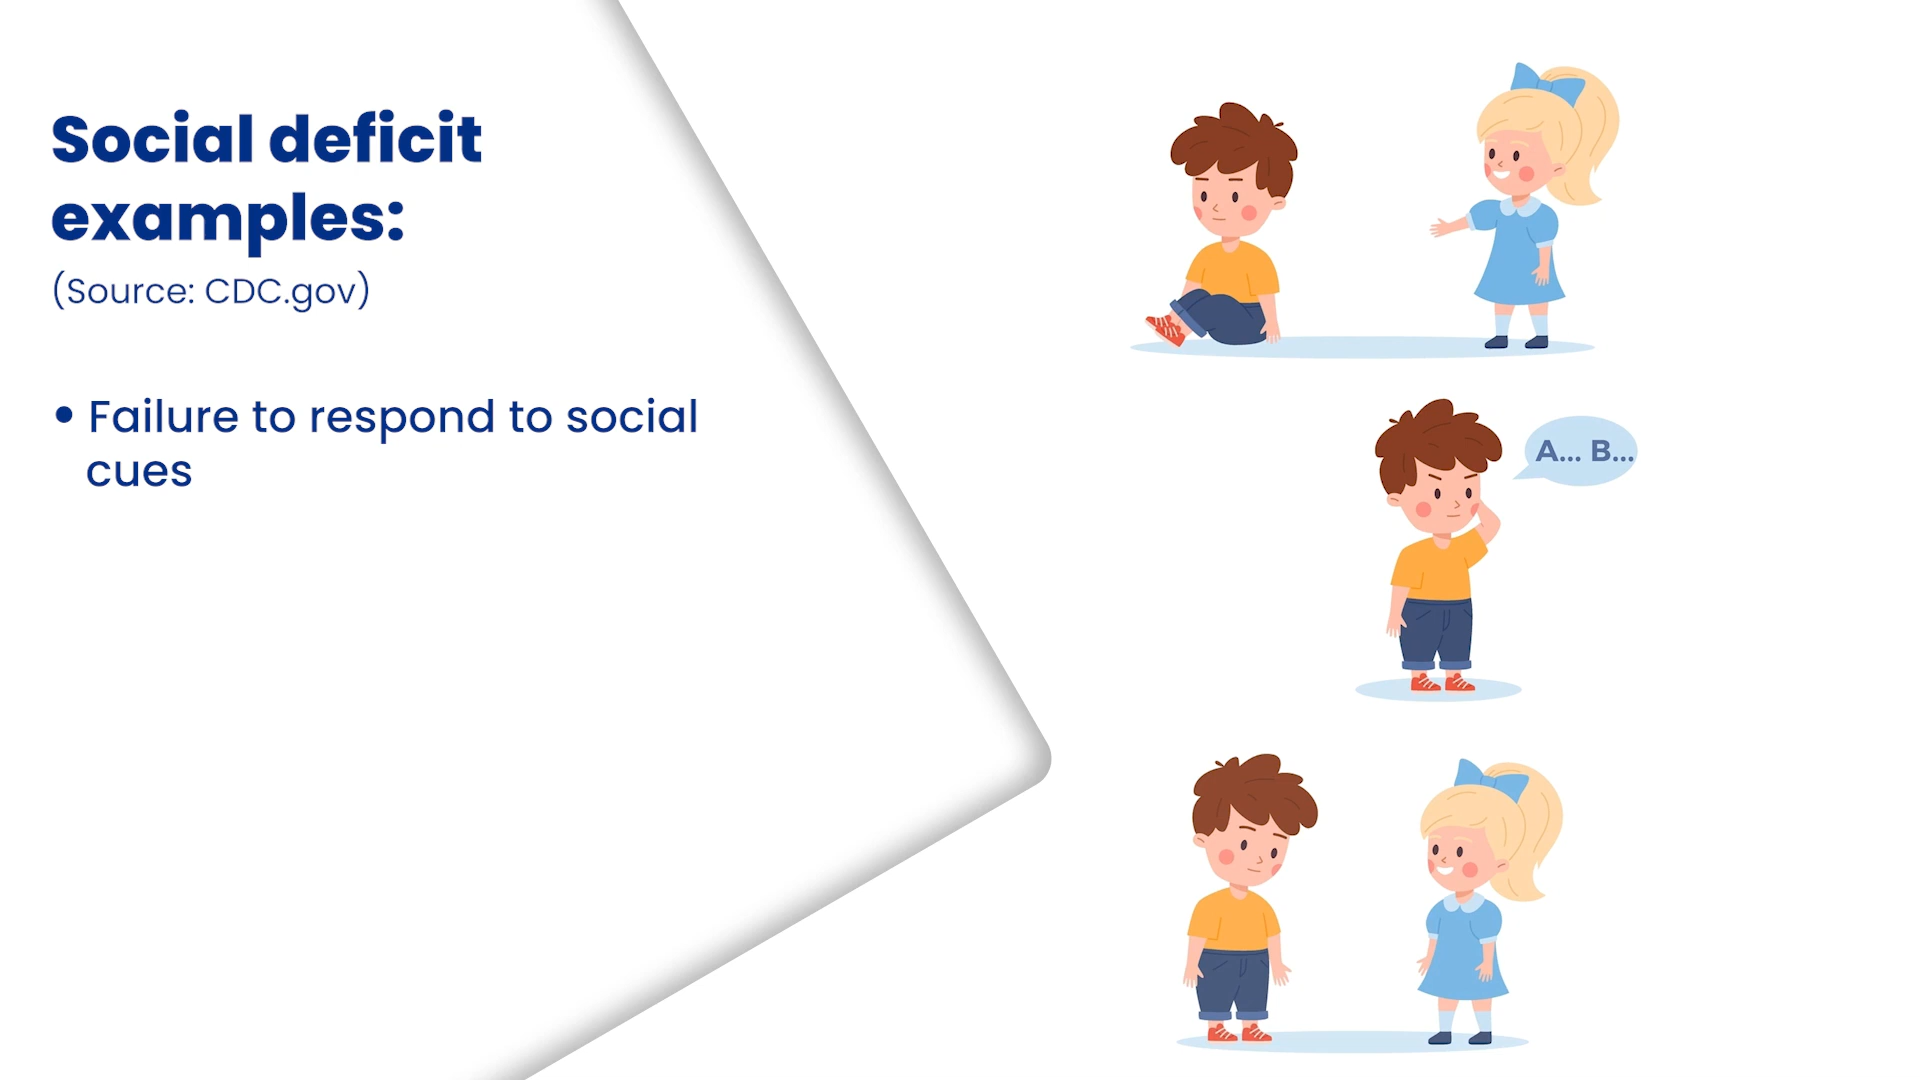 Social deficit
examples:
(Source: CDC.gov)
• Failure to respond to social
cues
A... B...